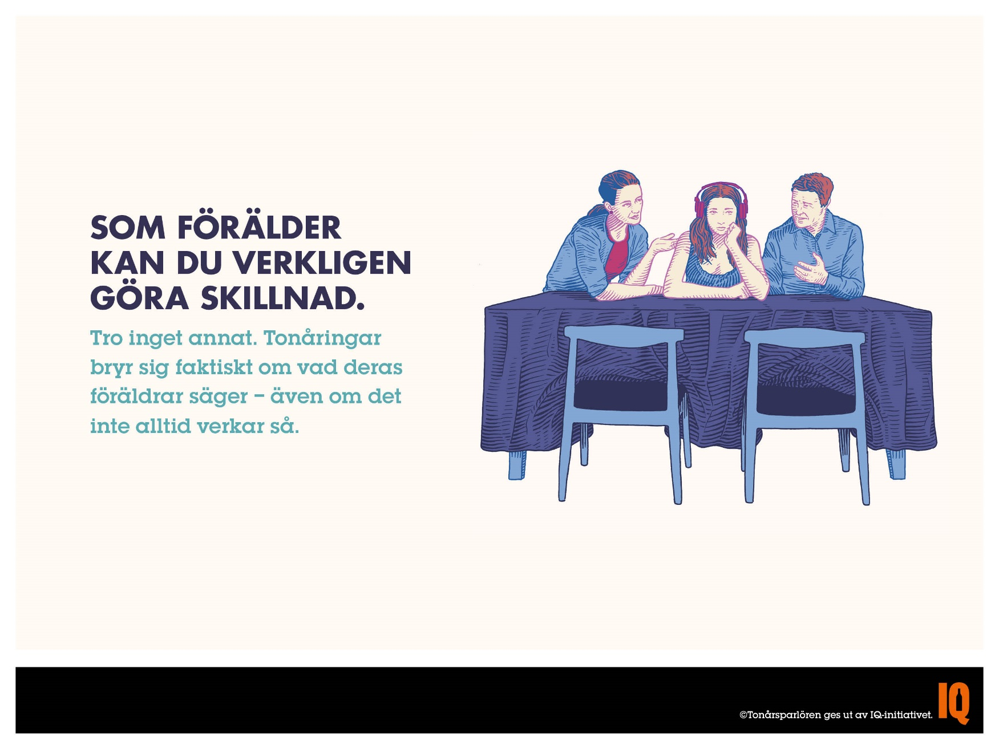 SOM FÖRÄLDER
KAN DU VERKLIGEN
GÖRA SKILLNAD.
Tro inget annat. Tonåringar
bryr sig faktiskt om vad deras
föräldrar säger – även om det
inte alltid verkar så.
©Tonårsparlören ges ut av IQ-initiativet.
IQ